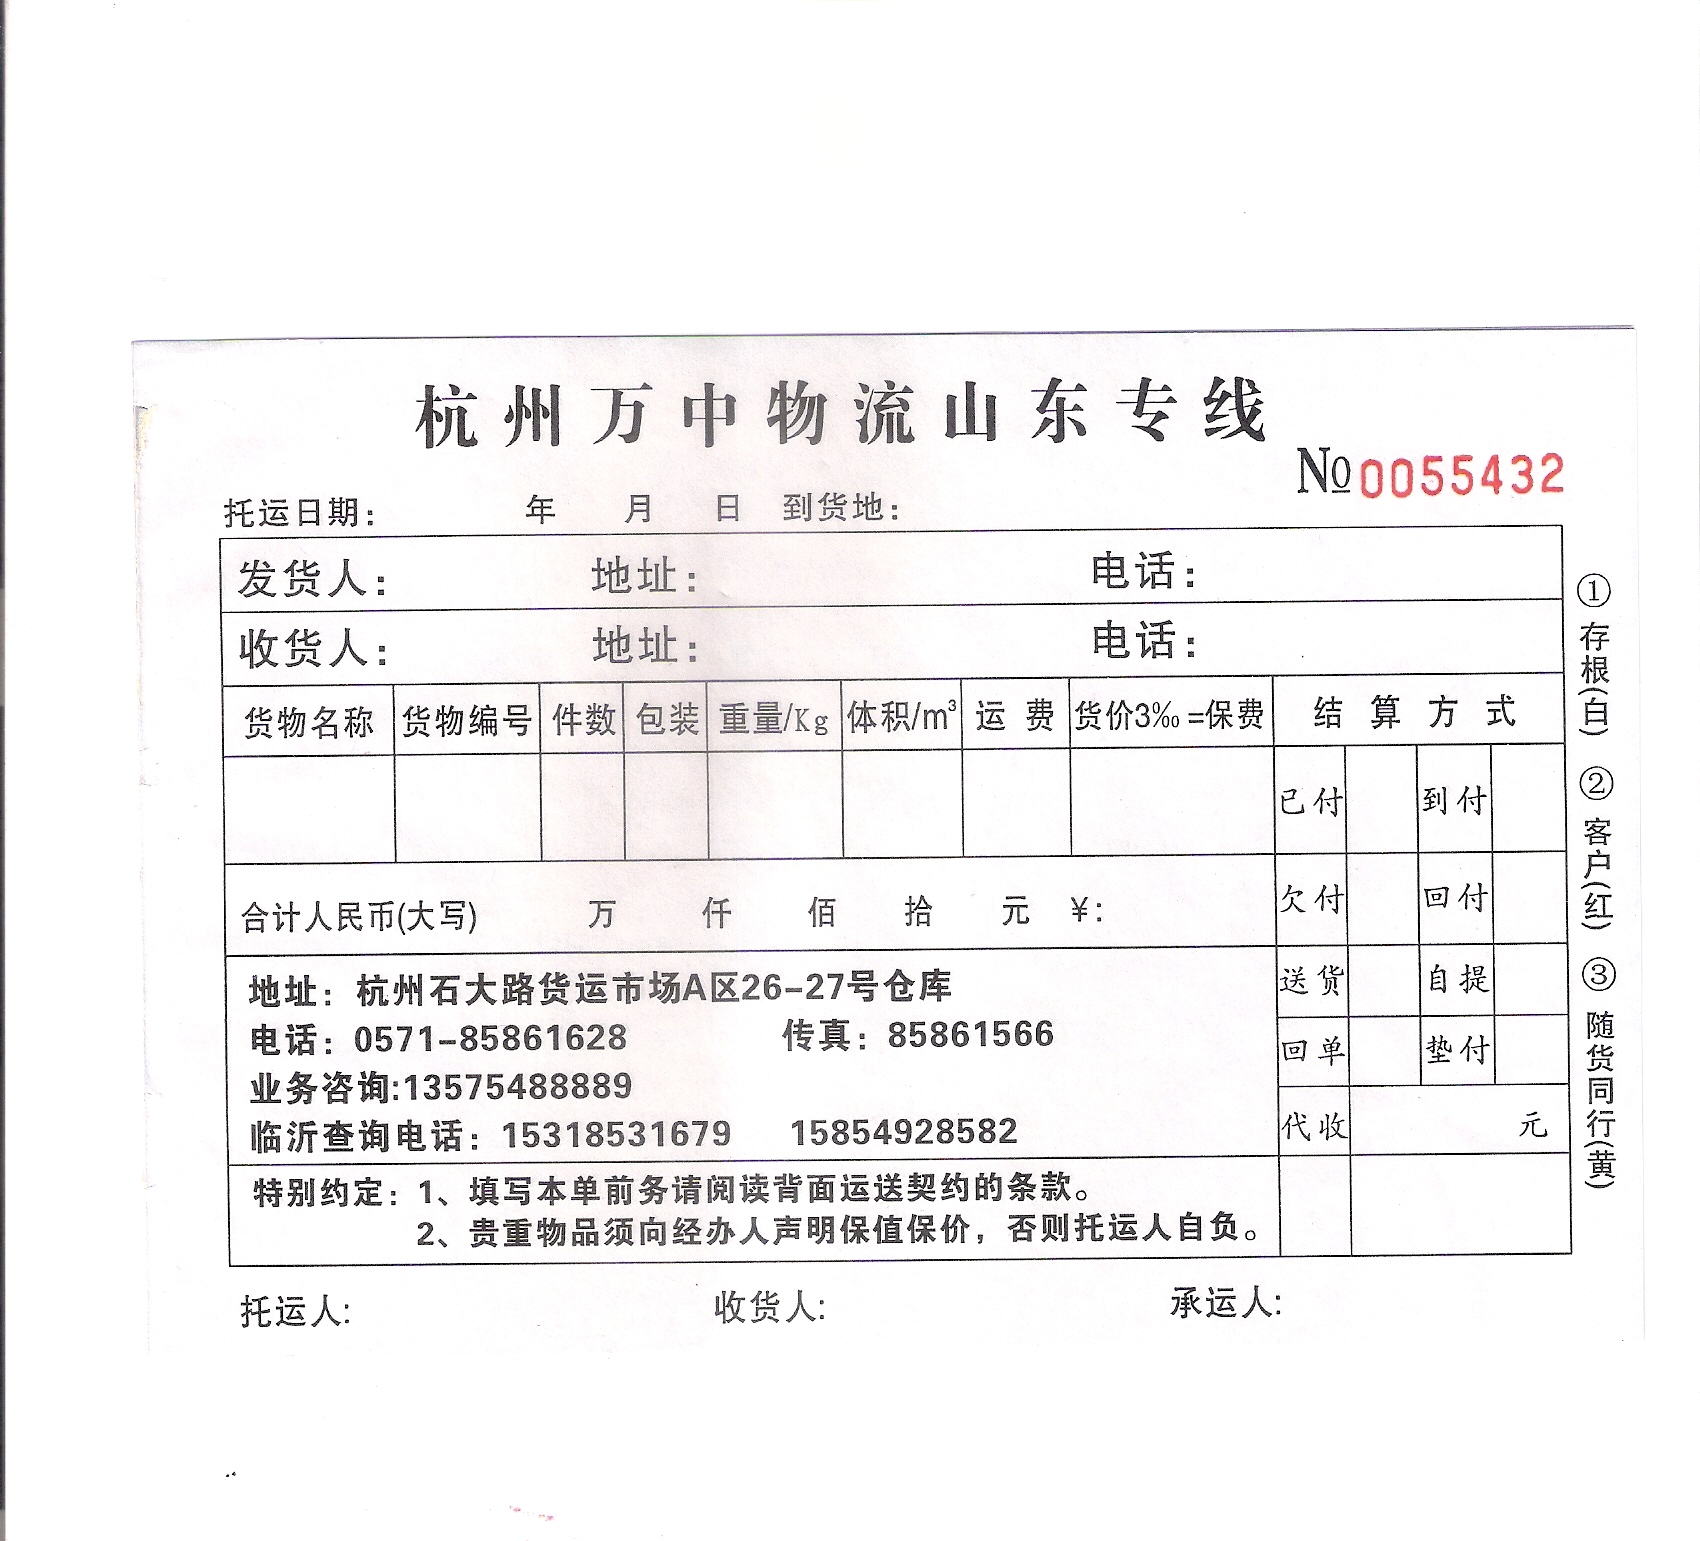 杭州万中物流山东专线
№0055432
托运日期： 年 月 日 到货地：
发货人： 地址： 电话：
收货人： 地址： 电话：
货物名称 货物编号 件数 包装 重量/Kg 体积/m³ 运费 货价3‰=保费 结算方式
已付 到付
合计人民币(大写) 万 仟 佰 拾 元 ¥: 欠付 回付
地址：杭州石大路货运市场A区26-27号仓库 送货 自提
电话：0571-85861628 传真：85861566
业务咨询:13575488889 回单 垫付
临沂查询电话：15318531679 15854928582 代收 元
特别约定：1、填写本单前务请阅读背面运送契约的条款。
2、贵重物品须向经办人声明保值保价，否则托运人自负。
托运人: 收货人: 承运人:
①存根(白) ②客户(红) ③随货同行(黄)